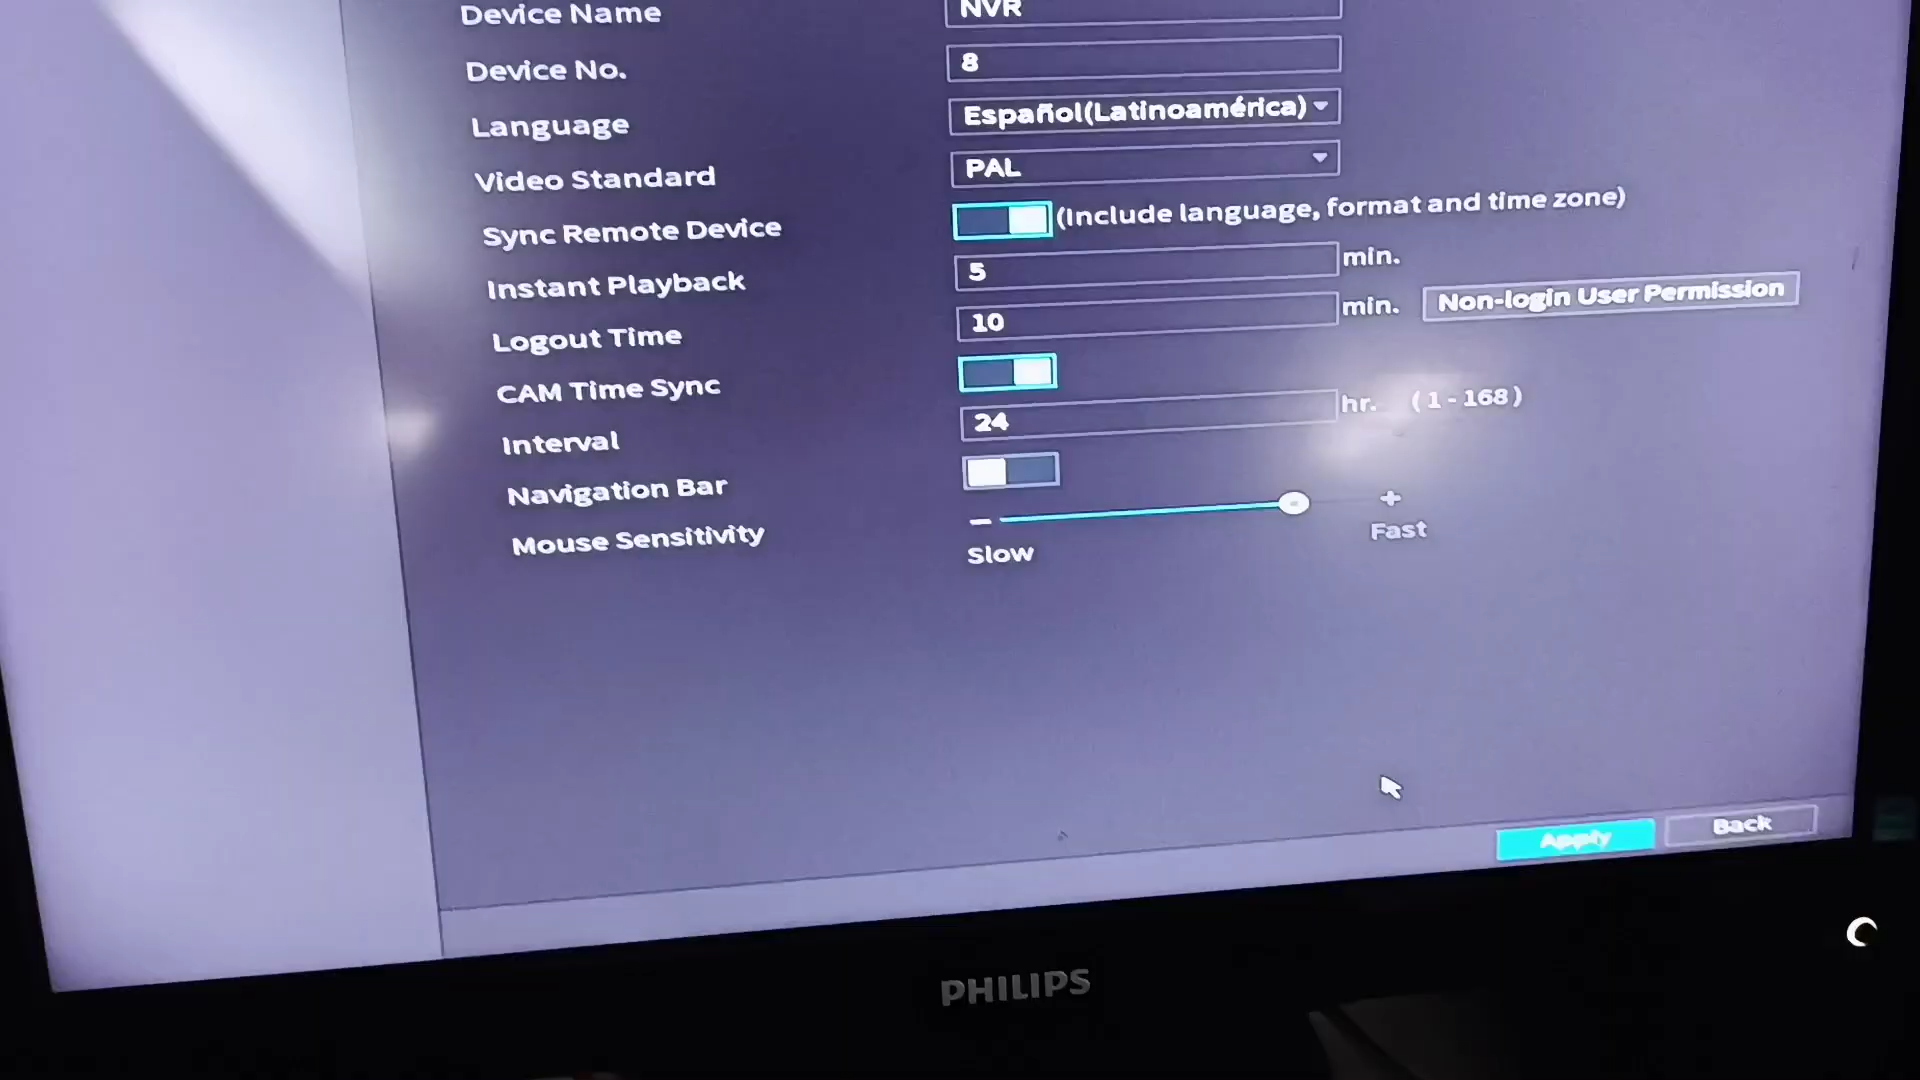 Device Name NVR
Device No. 8
Language Español(Latinoamérica)
Video Standard PAL
Sync Remote Device (Include language, format and time zone)
Instant Playback 5 min.
Logout Time 10 min. Non-login User Permission
CAM Time Sync
Interval 24 hr. (1-168)
Navigation Bar
Mouse Sensitivity − +
Slow Fast
Apply Back
PHILIPS